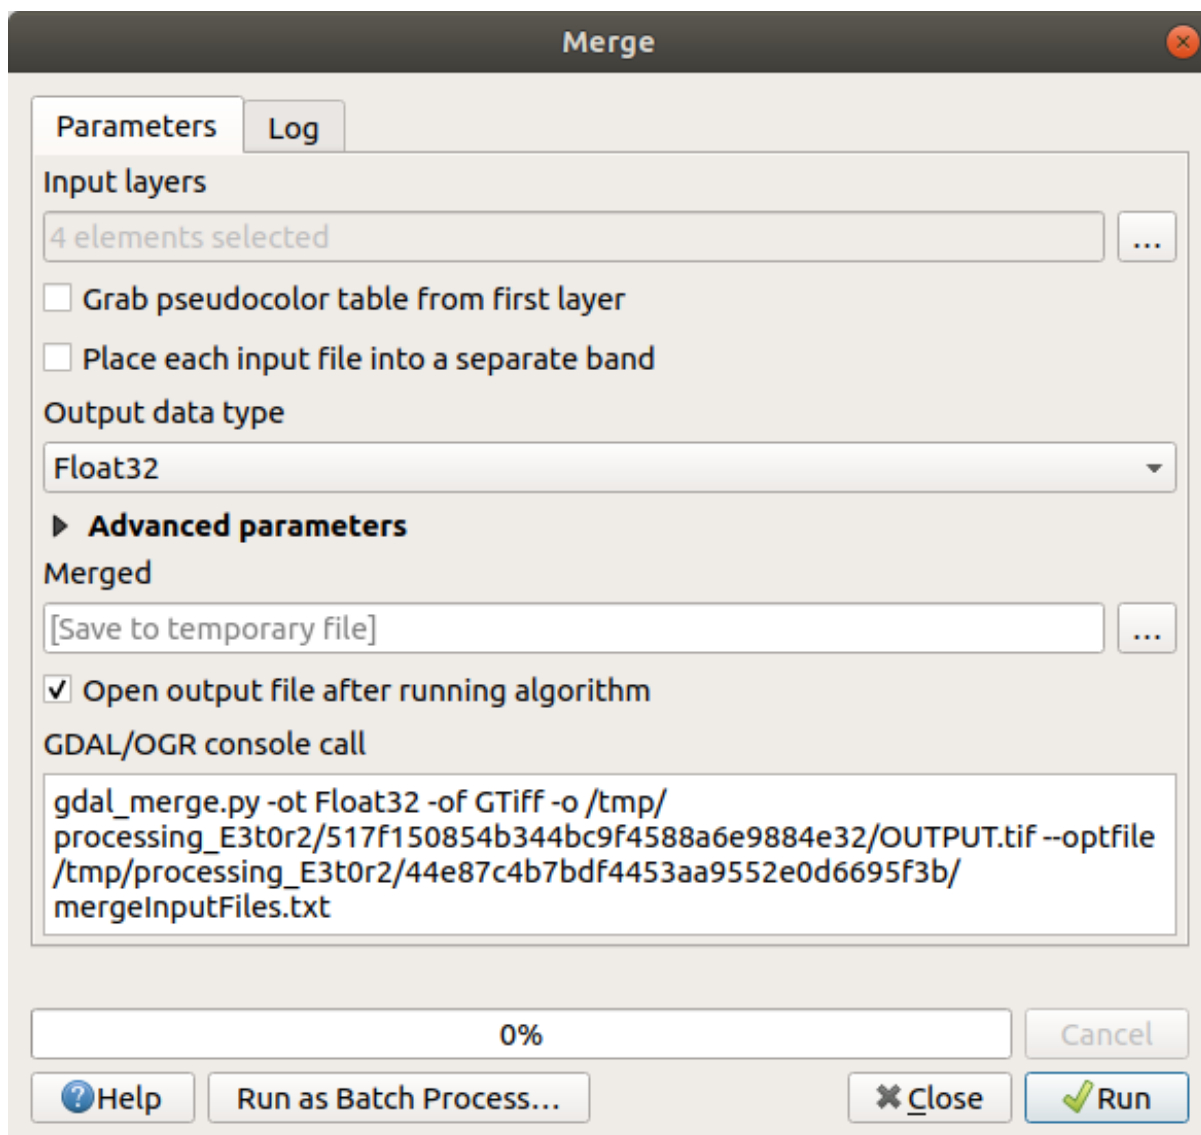 Merge
Parameters
Log
Input layers
4 elements selected
...
Grab pseudocolor table from first layer
Place each input file into a separate band
Output data type
Float32
Advanced parameters
Merged
[Save to temporary file]
...
Open output file after running algorithm
GDAL/OGR console call
gdal_merge.py -ot Float32 -of GTiff -o /tmp/
processing_E3t0r2/517f150854b344bc9f4588a6e9884e32/OUTPUT.tif --optfile
/tmp/processing_E3t0r2/44e87c4b7bdf4453aa9552e0d6695f3b/
mergeInputFiles.txt
0%
Cancel
Help
Run as Batch Process...
Close
Run